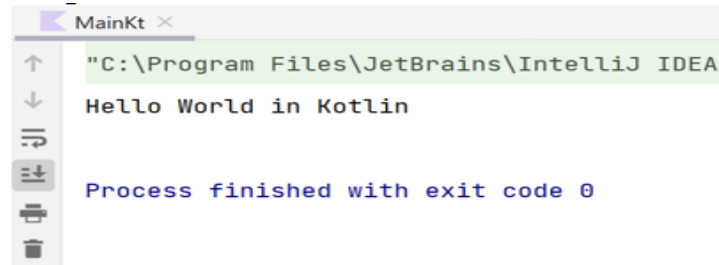 MainKt
"C:\Program Files\JetBrains\IntelliJ IDEA
Hello World in Kotlin
Process finished with exit code 0